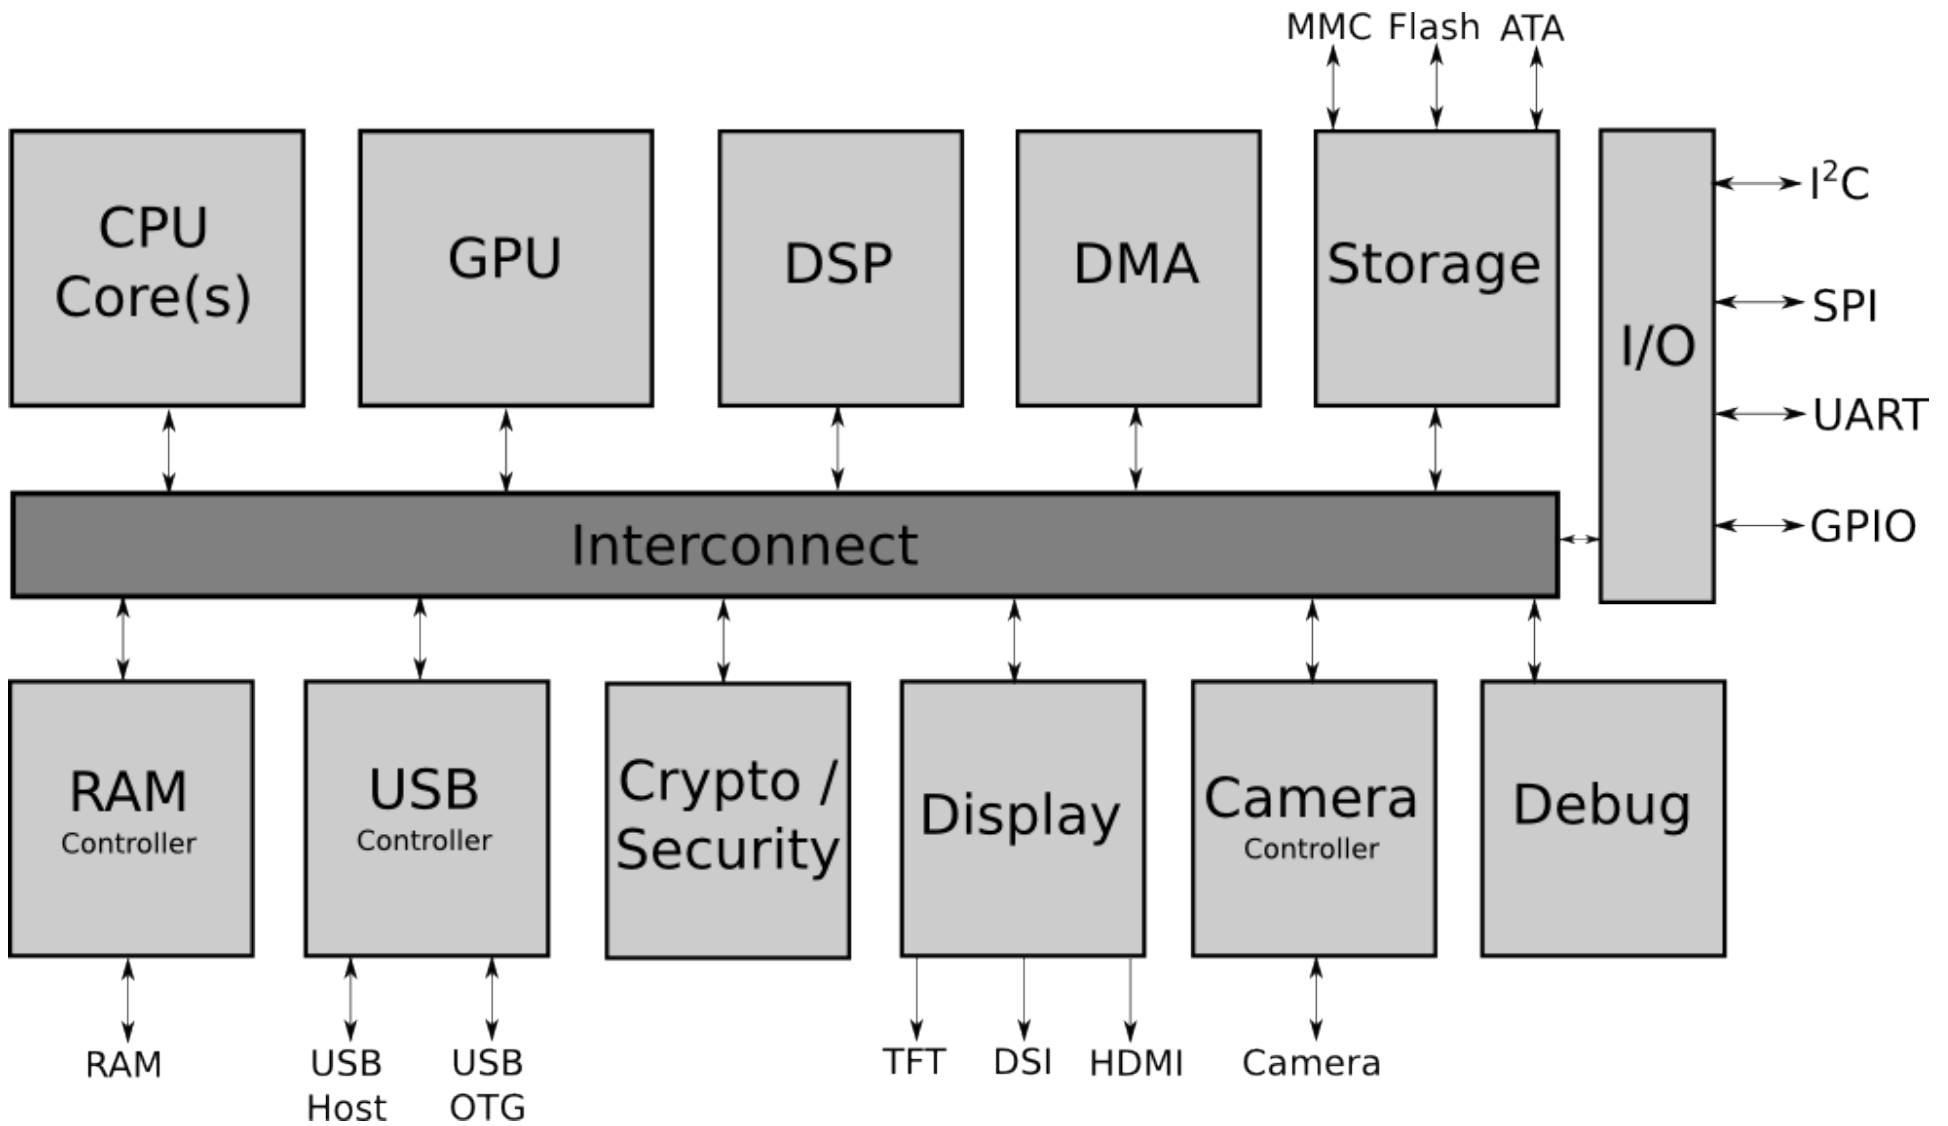 MMC Flash ATA
CPU
Core(s)
GPU
DSP
DMA
Storage
I/O
I²C
SPI
UART
GPIO
Interconnect
RAM
Controller
USB
Controller
Crypto /
Security
Display
Camera
Controller
Debug
RAM
USB
Host
USB
OTG
TFT
DSI
HDMI
Camera